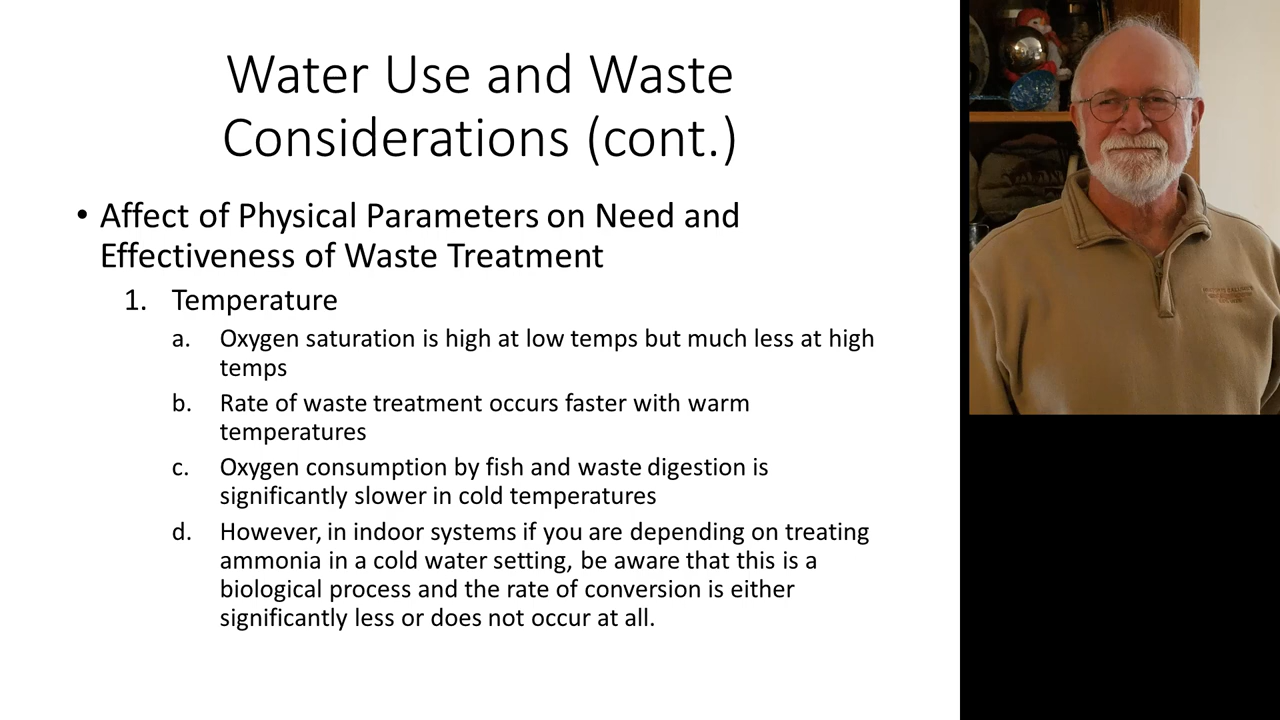 Water Use and Waste
Considerations (cont.)
• Affect of Physical Parameters on Need and
Effectiveness of Waste Treatment
1. Temperature
a. Oxygen saturation is high at low temps but much less at high
temps
b. Rate of waste treatment occurs faster with warm
temperatures
c. Oxygen consumption by fish and waste digestion is
significantly slower in cold temperatures
d. However, in indoor systems if you are depending on treating
ammonia in a cold water setting, be aware that this is a
biological process and the rate of conversion is either
significantly less or does not occur at all.